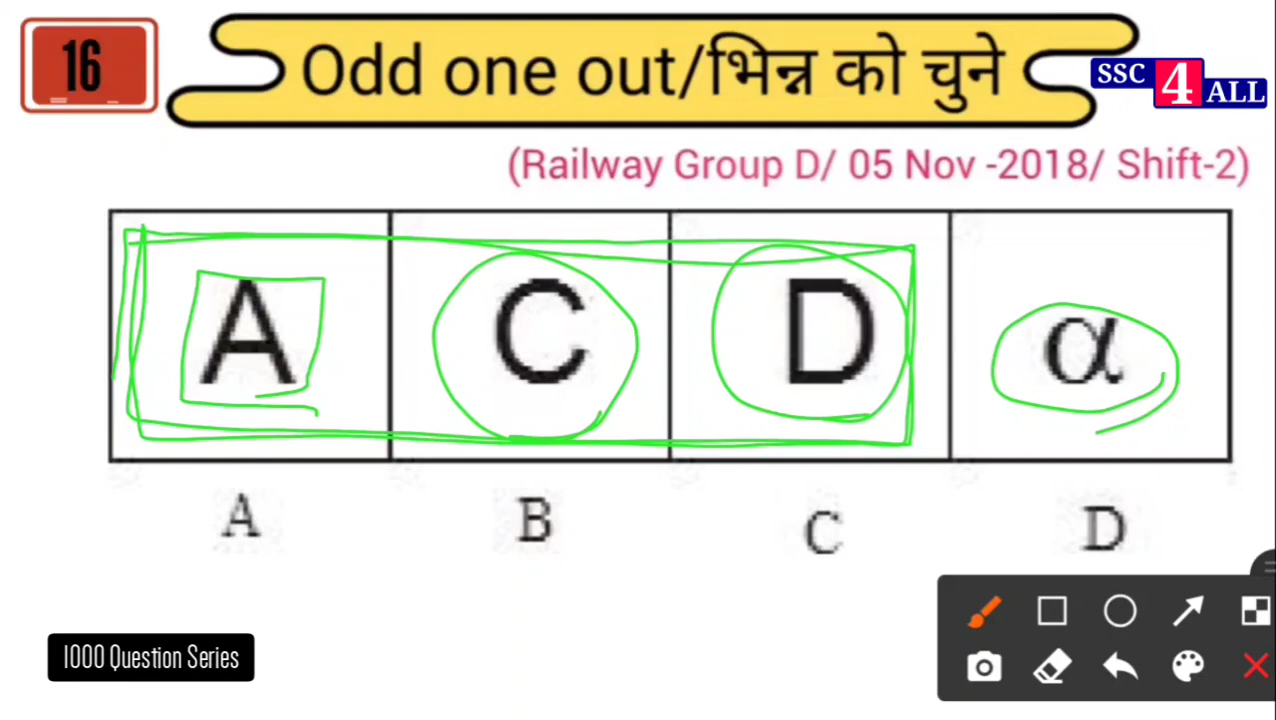 16
Odd one out/भिन्न को चुने
SSC 4 ALL
(Railway Group D/ 05 Nov -2018/ Shift-2)
A C D α
A B C D
1000 Question Series